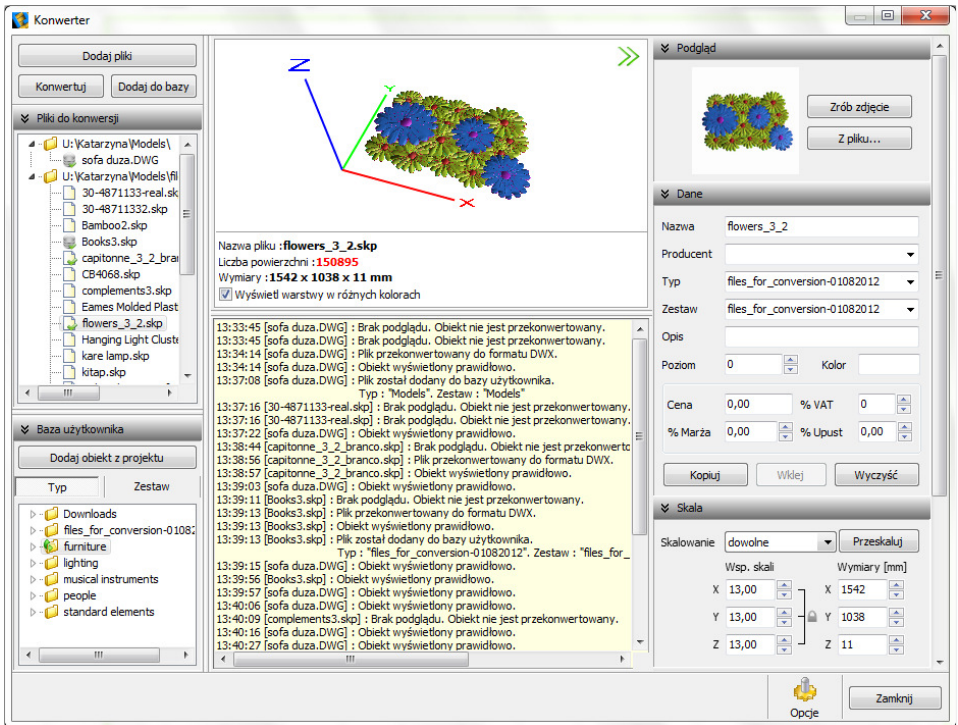 Konwerter
Dodaj pliki
Konwertuj
Dodaj do bazy
Pliki do konwersji
U:\Katarzyna\Models\
sofa duza.DWG
U:\Katarzyna\Models\fil
30-4871133-real.sk
30-48711332.skp
Bamboo2.skp
Books3.skp
capitonne_3_2_bra
CB4068.skp
complements3.skp
Eames Molded Plast
flowers_3_2.skp
Hanging Light Cluste
kare lamp.skp
kitap.skp
Baza użytkownika
Dodaj obiekt z projektu
Typ
Zestaw
Downloads
files_for_conversion-01082
furniture
lighting
musical instruments
people
standard elements
Z
Y
X
Nazwa pliku :flowers_3_2.skp
Liczba powierzchni :150895
Wymiary :1542 x 1038 x 11 mm
Wyświetl warstwy w różnych kolorach
13:33:45 [sofa duza.DWG] : Brak podglądu. Obiekt nie jest przekonwertowany.
13:33:45 [sofa duza.DWG] : Brak podglądu. Obiekt nie jest przekonwertowany.
13:34:14 [sofa duza.DWG] : Plik przekonwertowany do formatu DWX.
13:34:14 [sofa duza.DWG] : Obiekt wyświetlony prawidłowo.
13:37:08 [sofa duza.DWG] : Plik został dodany do bazy użytkownika.
Typ : "Models". Zestaw : "Models"
13:37:16 [30-4871133-real.skp] : Brak podglądu. Obiekt nie jest przekonwertowany.
13:37:16 [30-4871133-real.skp] : Brak podglądu. Obiekt nie jest przekonwertowany.
13:37:22 [sofa duza.DWG] : Obiekt wyświetlony prawidłowo.
13:38:44 [capitonne_3_2_branco.skp] : Brak podglądu. Obiekt nie jest przekonwerto
13:38:56 [capitonne_3_2_branco.skp] : Plik przekonwertowany do formatu DWX.
13:38:57 [capitonne_3_2_branco.skp] : Obiekt wyświetlony prawidłowo.
13:39:03 [sofa duza.DWG] : Obiekt wyświetlony prawidłowo.
13:39:11 [Books3.skp] : Brak podglądu. Obiekt nie jest przekonwertowany.
13:39:13 [Books3.skp] : Plik przekonwertowany do formatu DWX.
13:39:13 [Books3.skp] : Obiekt wyświetlony prawidłowo.
13:39:13 [Books3.skp] : Plik został dodany do bazy użytkownika.
Typ : "files_for_conversion-01082012". Zestaw : "files_for_
13:39:15 [sofa duza.DWG] : Obiekt wyświetlony prawidłowo.
13:39:56 [Books3.skp] : Obiekt wyświetlony prawidłowo.
13:39:57 [sofa duza.DWG] : Obiekt wyświetlony prawidłowo.
13:40:06 [sofa duza.DWG] : Obiekt wyświetlony prawidłowo.
13:40:09 [complements3.skp] : Brak podglądu. Obiekt nie jest przekonwertowany.
13:40:16 [sofa duza.DWG] : Obiekt wyświetlony prawidłowo.
13:40:27 [sofa duza.DWG] : Obiekt wyświetlony prawidłowo.
Podgląd
Zrób zdjęcie
Z pliku...
Dane
Nazwa flowers_3_2
Producent
Typ files_for_conversion-01082012
Zestaw files_for_conversion-01082012
Opis
Poziom 0 Kolor
Cena 0,00 % VAT 0
% Marża 0,00 % Upust 0,00
Kopiuj Wklej Wyczyść
Skala
Skalowanie dowolne Przeskaluj
Wsp. skali Wymiary [mm]
X 13,00 X 1542
Y 13,00 Y 1038
Z 13,00 Z 11
Opcje
Zamknij